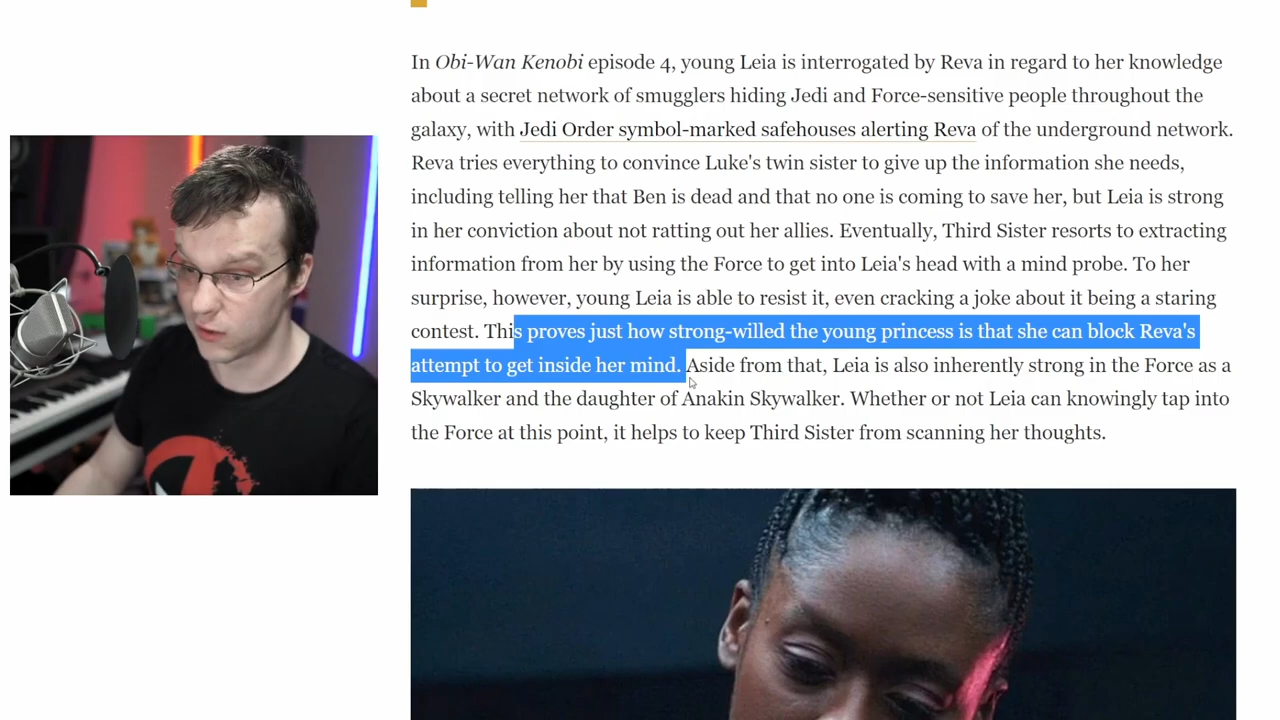 In Obi-Wan Kenobi episode 4, young Leia is interrogated by Reva in regard to her knowledge
about a secret network of smugglers hiding Jedi and Force-sensitive people throughout the
galaxy, with Jedi Order symbol-marked safehouses alerting Reva of the underground network.
Reva tries everything to convince Luke's twin sister to give up the information she needs,
including telling her that Ben is dead and that no one is coming to save her, but Leia is strong
in her conviction about not ratting out her allies. Eventually, Third Sister resorts to extracting
information from her by using the Force to get into Leia's head with a mind probe. To her
surprise, however, young Leia is able to resist it, even cracking a joke about it being a staring
contest. This proves just how strong-willed the young princess is that she can block Reva's
attempt to get inside her mind. Aside from that, Leia is also inherently strong in the Force as a
Skywalker and the daughter of Anakin Skywalker. Whether or not Leia can knowingly tap into
the Force at this point, it helps to keep Third Sister from scanning her thoughts.